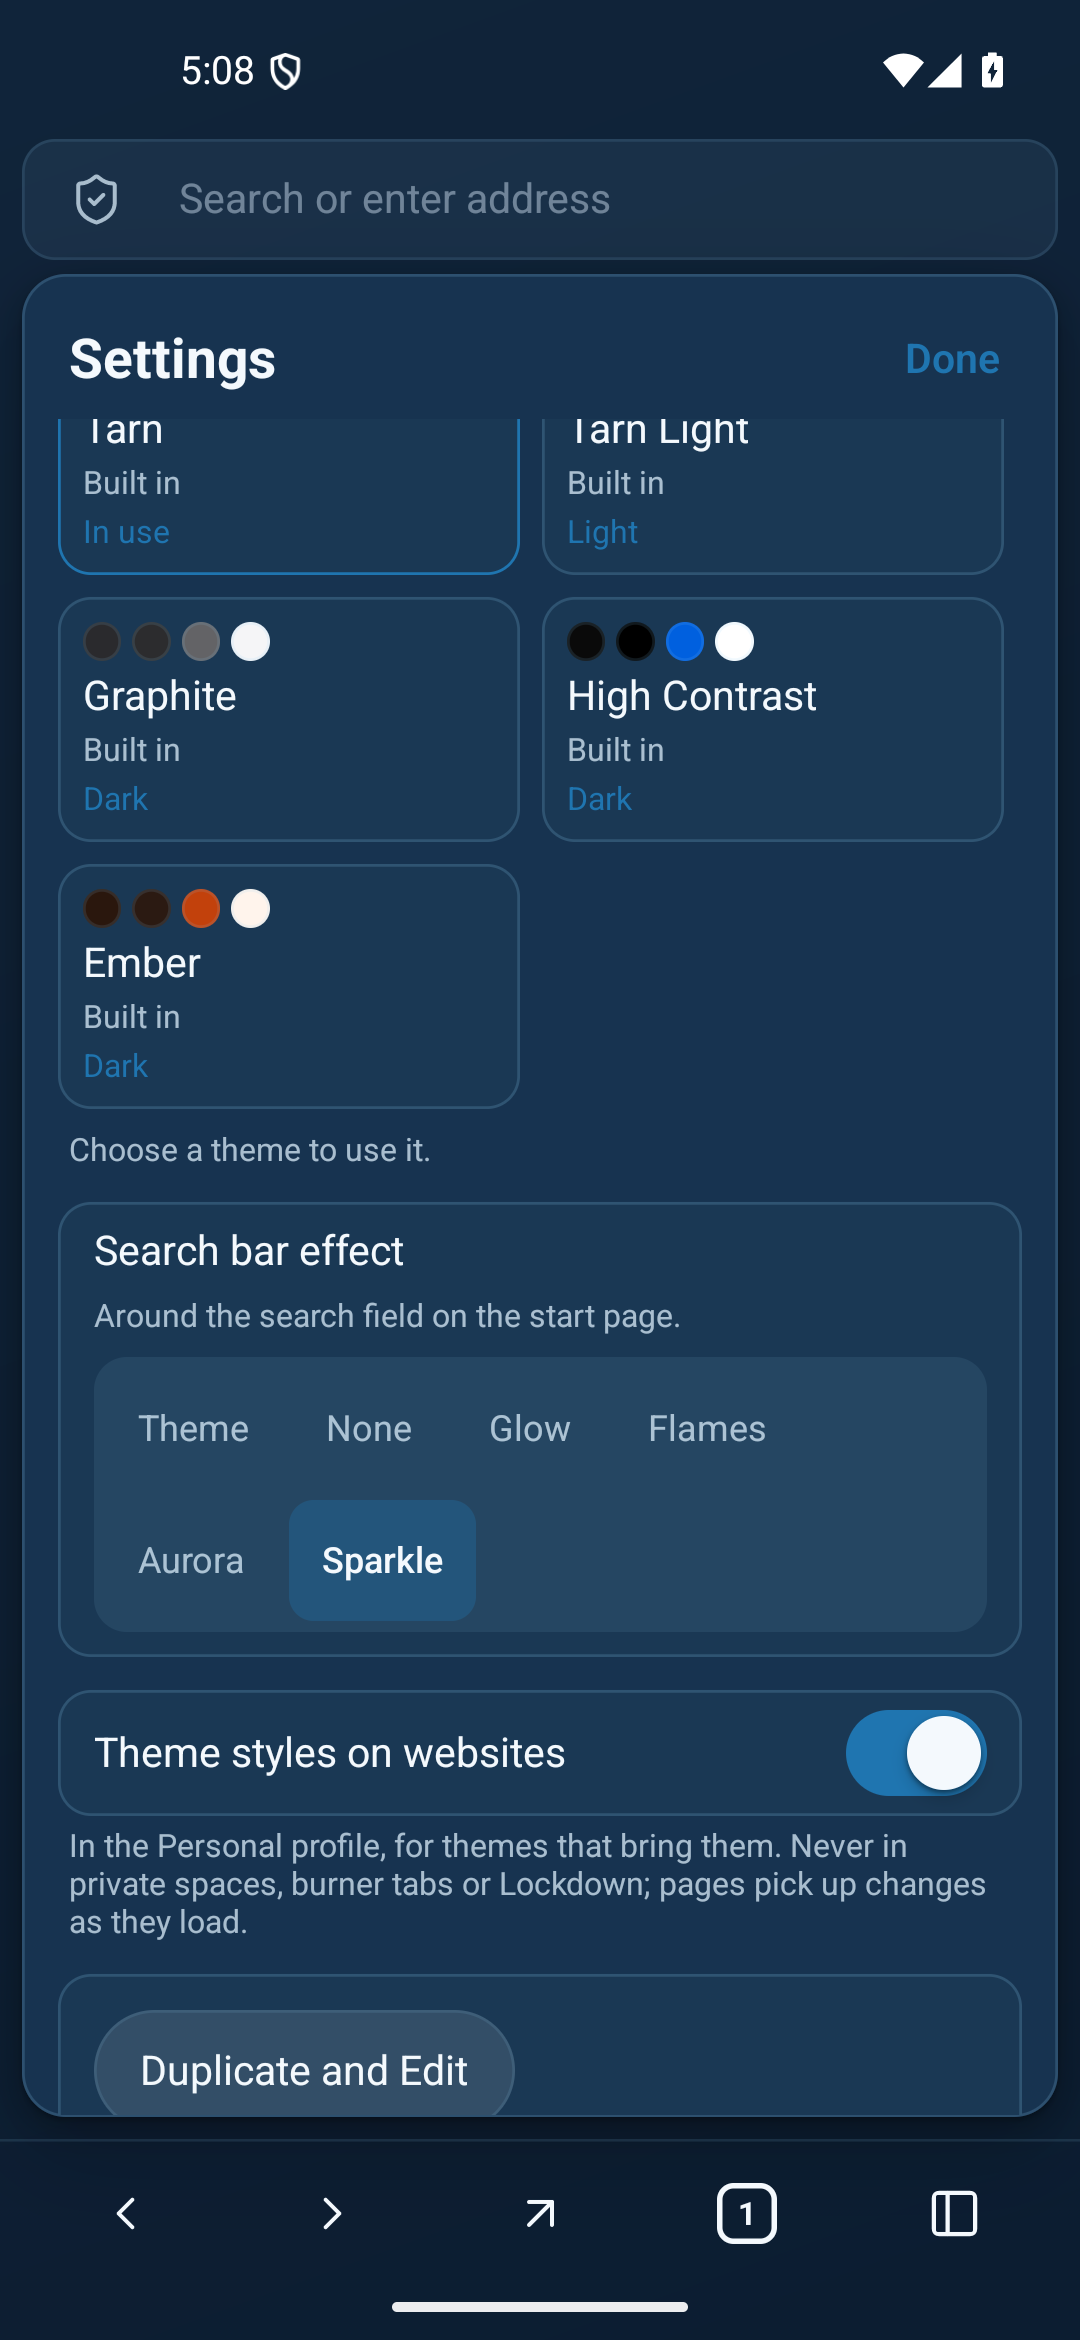 5:08
Search or enter address
Settings
Done
Tarn
Built in
In use
Tarn Light
Built in
Light
Graphite
Built in
Dark
High Contrast
Built in
Dark
Ember
Built in
Dark
Choose a theme to use it.
Search bar effect
Around the search field on the start page.
Theme
None
Glow
Flames
Aurora
Sparkle
Theme styles on websites
In the Personal profile, for themes that bring them. Never in
private spaces, burner tabs or Lockdown; pages pick up changes
as they load.
Duplicate and Edit
1